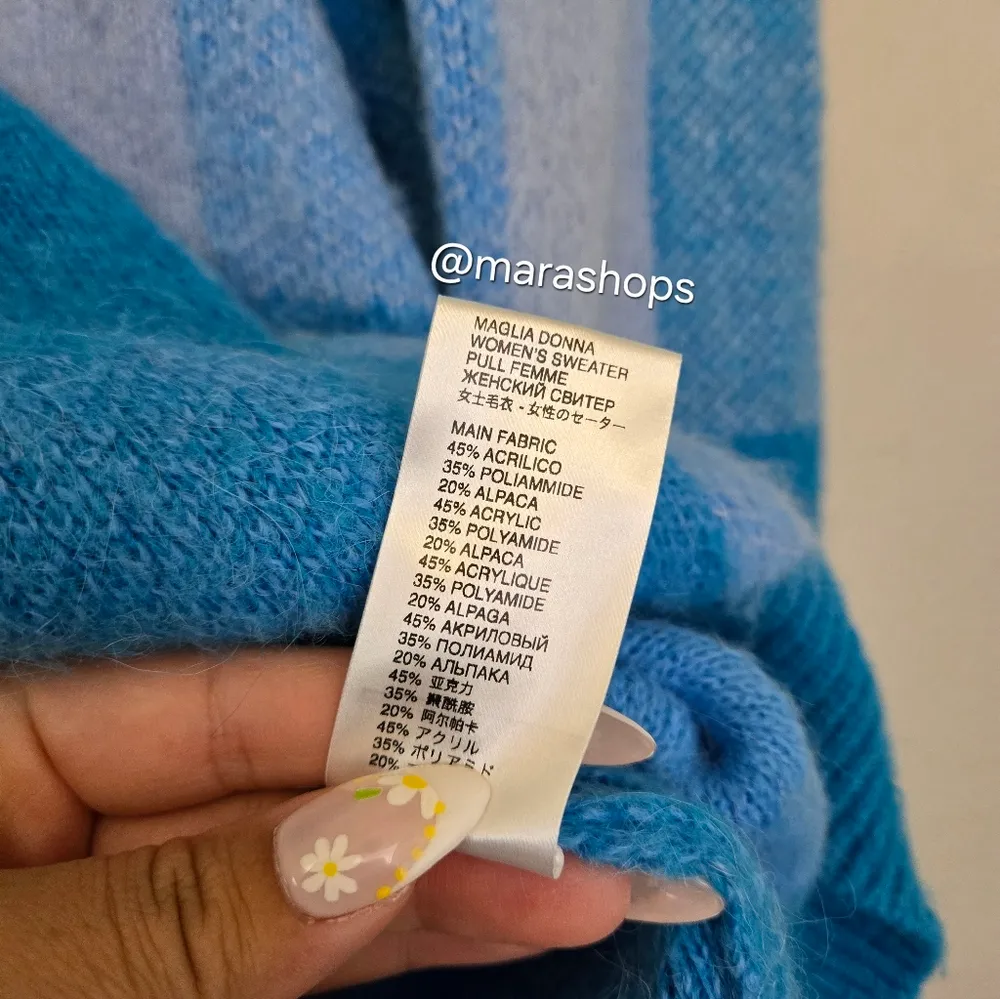 @marashops
MAGLIA DONNA
WOMEN'S SWEATER
PULL FEMME
ЖЕНСКИЙ СВИТЕР
女士毛衣 - 女性のセーター
MAIN FABRIC
45% ACRILICO
35% POLIAMMIDE
20% ALPACA
45% ACRYLIC
35% POLYAMIDE
20% ALPACA
45% ACRYLIQUE
35% POLYAMIDE
20% ALPAGA
45% АКРИЛОВЫЙ
35% ПОЛИАМИД
20% АЛЬПАКА
45% 亚克力
35% 聚酰胺
20% 阿尔帕卡
45% アクリル
35% ポリアミド
20%